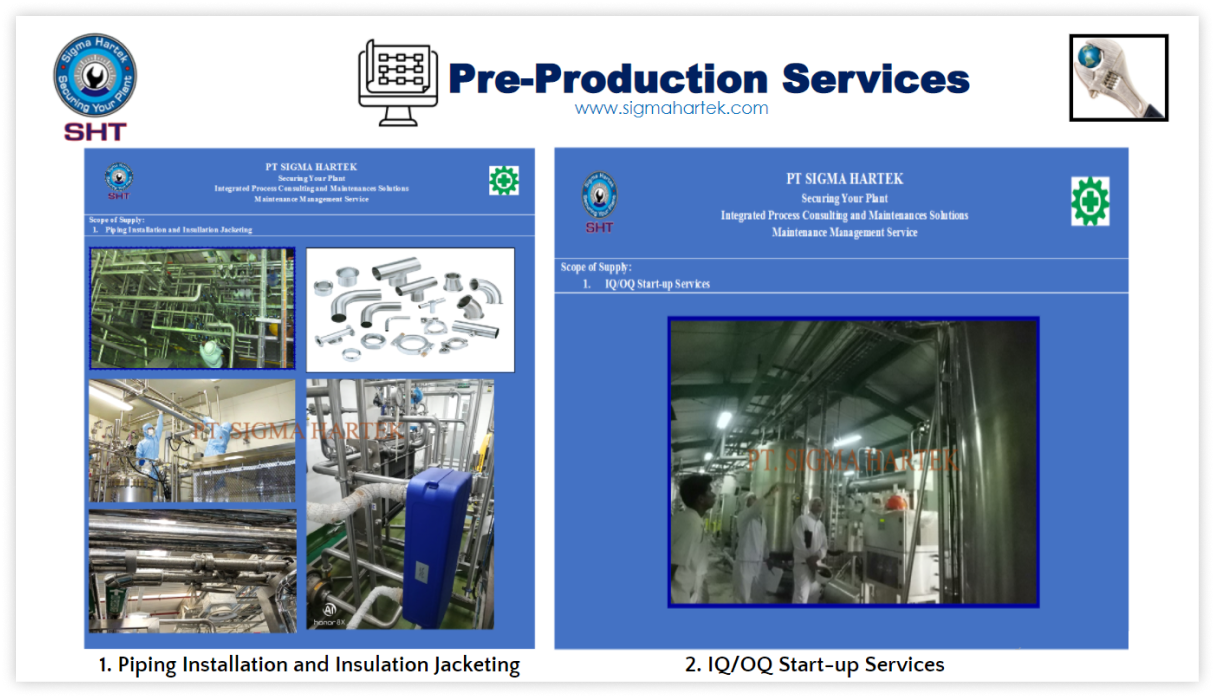 Sigma Hartek
Securing Your Plant
SHT
Pre-Production Services
www.sigmahartek.com
SHT
PT SIGMA HARTEK
Securing Your Plant
Integrated Process Consulting and Maintenances Solutions
Maintenance Management Service
Scope of Supply:
1. Piping Installation and Insulation Jacketing
PT. SIGMA HARTEK
AI
honor 8X
1. Piping Installation and Insulation Jacketing
Sigma Hartek
SHT
PT SIGMA HARTEK
Securing Your Plant
Integrated Process Consulting and Maintenances Solutions
Maintenance Management Service
Scope of Supply:
1. IQ/OQ Start-up Services
PT. SIGMA HARTEK
2. IQ/OQ Start-up Services